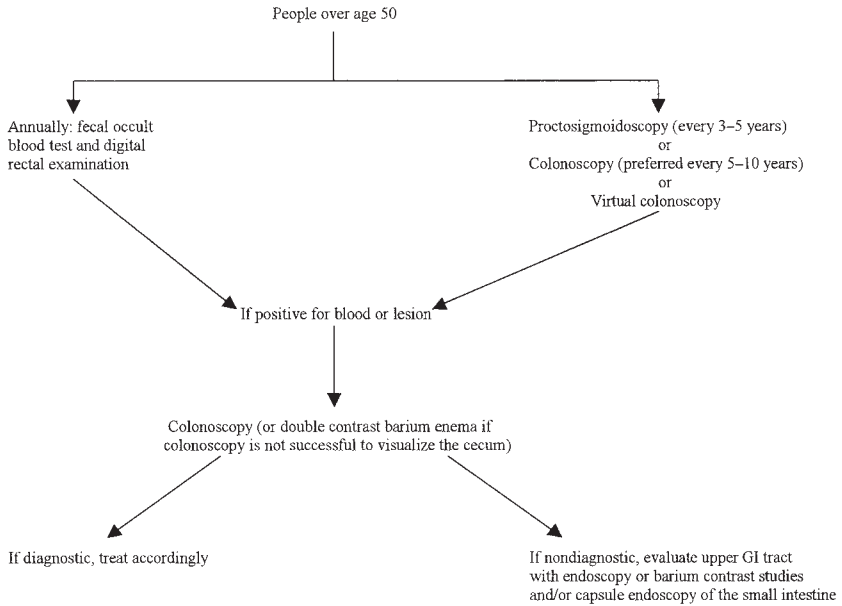 People over age 50
Annually: fecal occult
blood test and digital
rectal examination
Proctosigmoidoscopy (every 3–5 years)
or
Colonoscopy (preferred every 5–10 years)
or
Virtual colonoscopy
If positive for blood or lesion
Colonoscopy (or double contrast barium enema if
colonoscopy is not successful to visualize the cecum)
If diagnostic, treat accordingly
If nondiagnostic, evaluate upper GI tract
with endoscopy or barium contrast studies
and/or capsule endoscopy of the small intestine